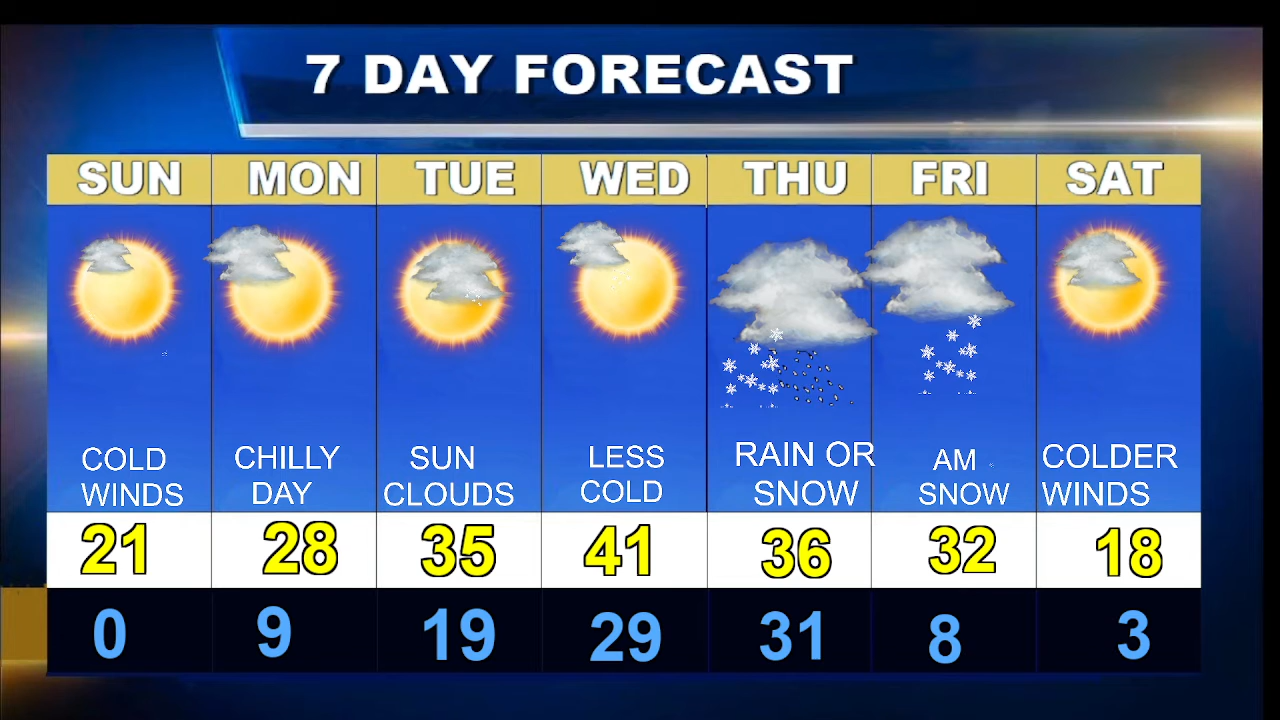 7 DAY FORECAST
SUN MON TUE WED THU FRI SAT
COLD CHILLY SUN LESS RAIN OR AM COLDER
WINDS DAY CLOUDS COLD SNOW SNOW WINDS
21 28 35 41 36 32 18
0 9 19 29 31 8 3